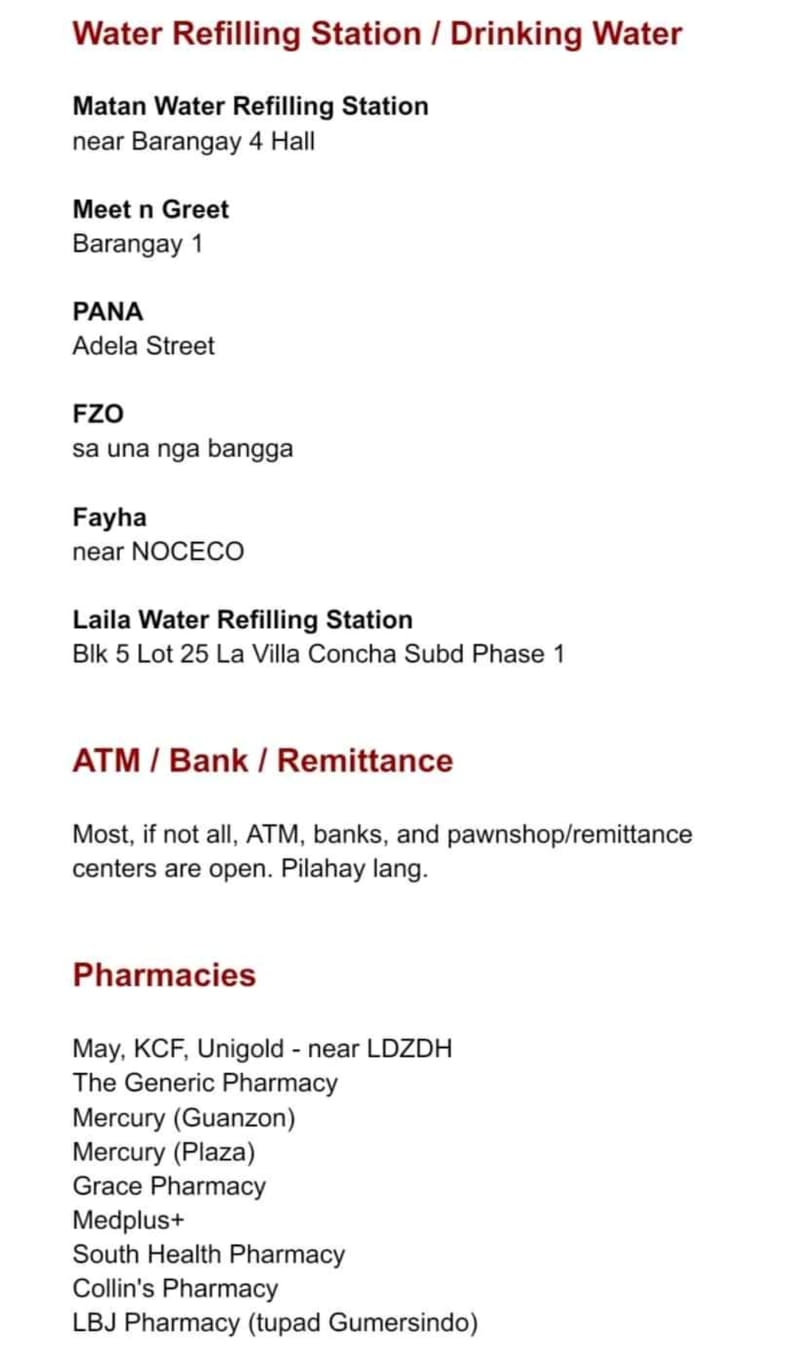 Water Refilling Station / Drinking Water
Matan Water Refilling Station
near Barangay 4 Hall
Meet n Greet
Barangay 1
PANA
Adela Street
FZO
sa una nga bangga
Fayha
near NOCECO
Laila Water Refilling Station
Blk 5 Lot 25 La Villa Concha Subd Phase 1
ATM / Bank / Remittance
Most, if not all, ATM, banks, and pawnshop/remittance
centers are open. Pilahay lang.
Pharmacies
May, KCF, Unigold - near LDZDH
The Generic Pharmacy
Mercury (Guanzon)
Mercury (Plaza)
Grace Pharmacy
Medplus+
South Health Pharmacy
Collin's Pharmacy
LBJ Pharmacy (tupad Gumersindo)